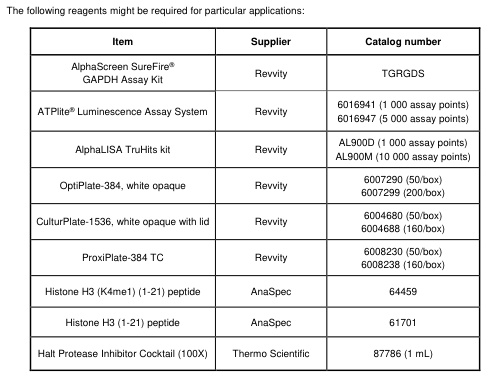 The following reagents might be required for particular applications:
Item Supplier Catalog number
AlphaScreen SureFire®
GAPDH Assay Kit
Revvity
TGRGDS
ATPlite® Luminescence Assay System
Revvity
6016941 (1 000 assay points)
6016947 (5 000 assay points)
AlphaLISA TruHits kit
Revvity
AL900D (1 000 assay points)
AL900M (10 000 assay points)
OptiPlate-384, white opaque
Revvity
6007290 (50/box)
6007299 (200/box)
CulturPlate-1536, white opaque with lid
Revvity
6004680 (50/box)
6004688 (160/box)
ProxiPlate-384 TC
Revvity
6008230 (50/box)
6008238 (160/box)
Histone H3 (K4me1) (1-21) peptide AnaSpec 64459
Histone H3 (1-21) peptide AnaSpec 61701
Halt Protease Inhibitor Cocktail (100X) Thermo Scientific 87786 (1 mL)